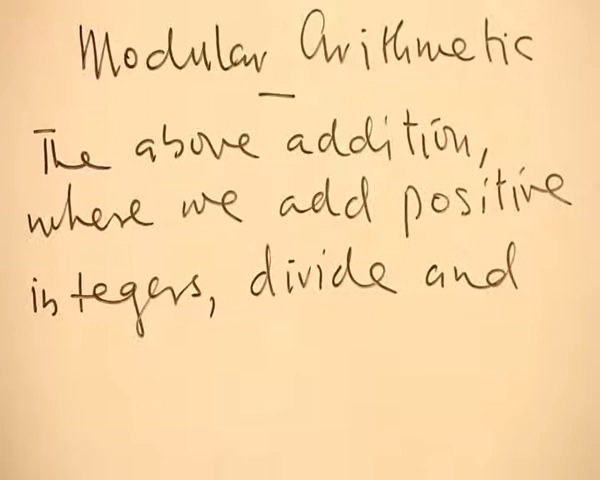 Modular Arithmetic
The above addition,
where we add positive
integers, divide and